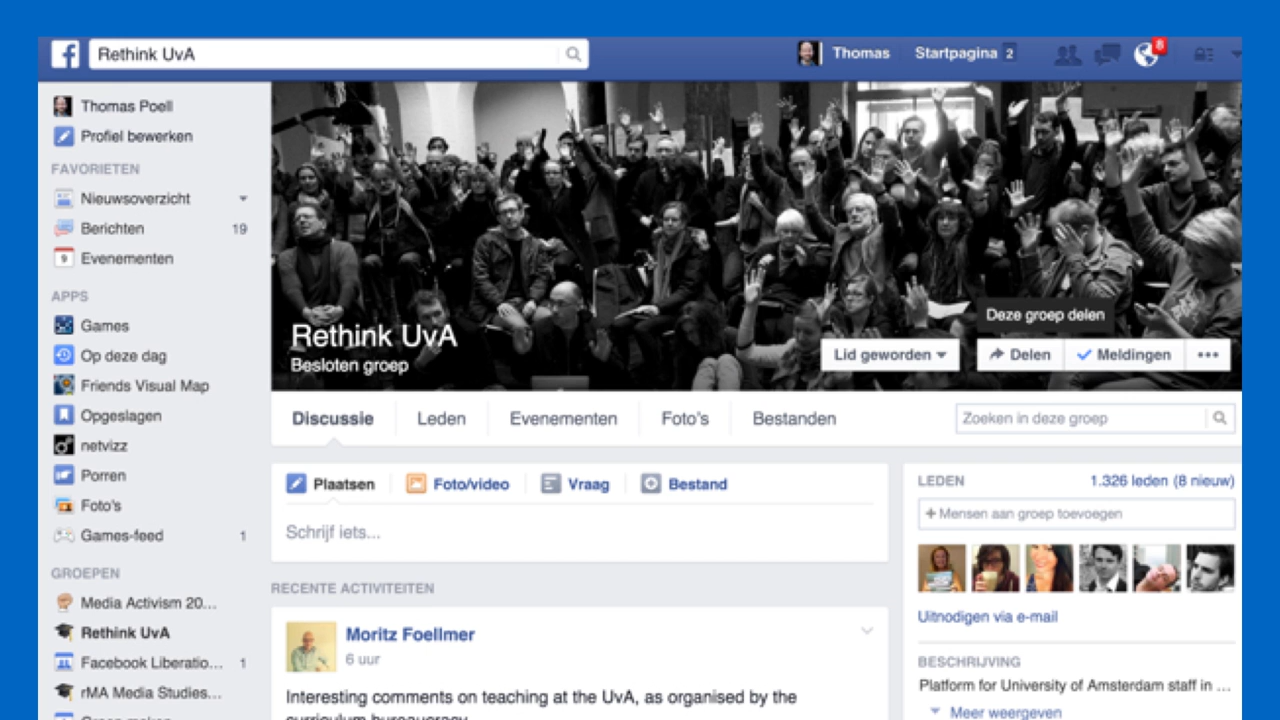 Rethink UvA
Thomas
Startpagina 2
8
Thomas Poell
Profiel bewerken
FAVORIETEN
Nieuwsoverzicht
Berichten 19
9 Evenementen
APPS
Games
Op deze dag
Friends Visual Map
Opgeslagen
netvizz
Porren
Foto's
Games-feed 1
GROEPEN
Media Activism 20...
Rethink UvA
Facebook Liberatio... 1
rMA Media Studies...
Rethink UvA
Besloten groep
Deze groep delen
Lid geworden
Delen
Meldingen
Discussie
Leden
Evenementen
Foto's
Bestanden
Zoeken in deze groep
Plaatsen
Foto/video
Vraag
Bestand
Schrijf iets...
RECENTE ACTIVITEITEN
Moritz Foellmer
6 uur
Interesting comments on teaching at the UvA, as organised by the
curriculum bureaucracy
LEDEN 1.326 leden (8 nieuw)
+ Mensen aan groep toevoegen
Uitnodigen via e-mail
BESCHRIJVING
Platform for University of Amsterdam staff in ...
Meer weergeven